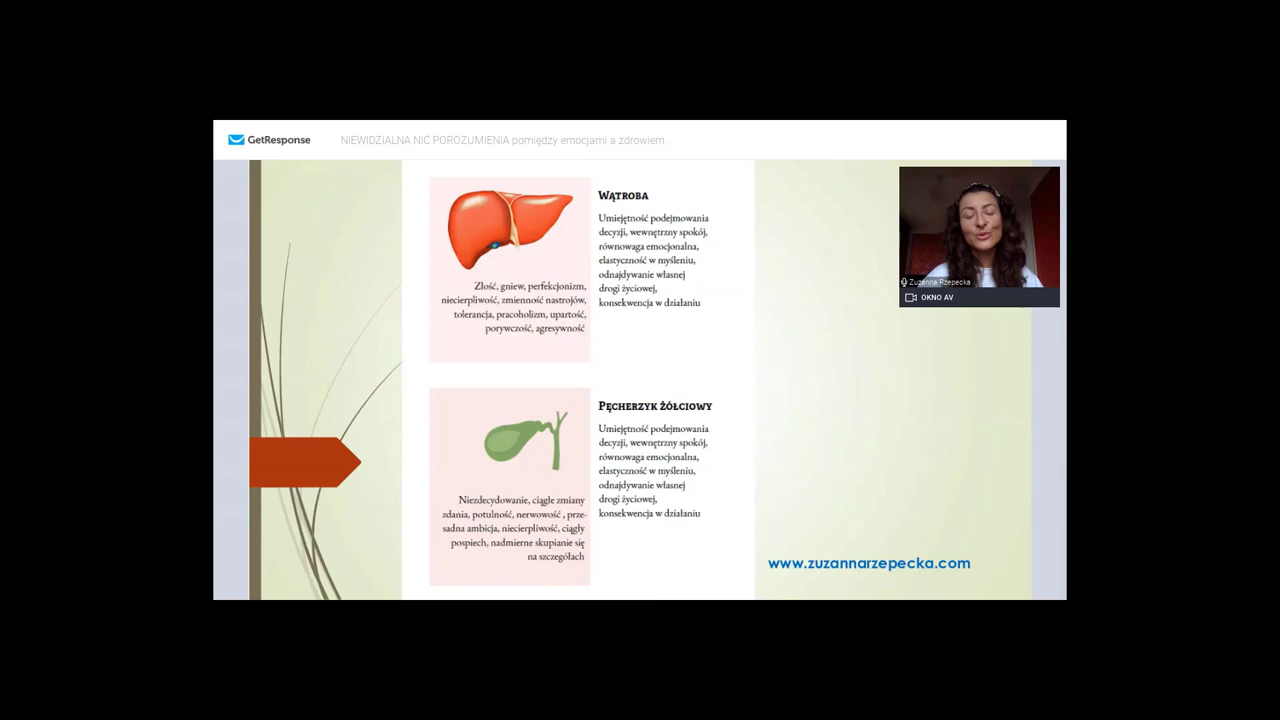 GetResponse
NIEWIDZIALNA NIĆ POROZUMIENIA pomiędzy emocjami a zdrowiem
Zuzanna Rzepecka
OKNO AV
Wątroba
Umiejętność podejmowania
decyzji, wewnętrzny spokój,
równowaga emocjonalna,
elastyczność w myśleniu,
odnajdywanie własnej
drogi życiowej,
konsekwencja w działaniu
Złość, gniew, perfekcjonizm,
niecierpliwość, zmienność nastrojów,
tolerancja, pracoholizm, upartość,
porywczość, agresywność
Pęcherzyk żółciowy
Umiejętność podejmowania
decyzji, wewnętrzny spokój,
równowaga emocjonalna,
elastyczność w myśleniu,
odnajdywanie własnej
drogi życiowej,
konsekwencja w działaniu
Niezdecydowanie, ciągłe zmiany
zdania, potulność, nerwowość , prze-
sadna ambicja, niecierpliwość, ciągły
pospiech, nadmierne skupianie się
na szczegółach
www.zuzannarzepecka.com